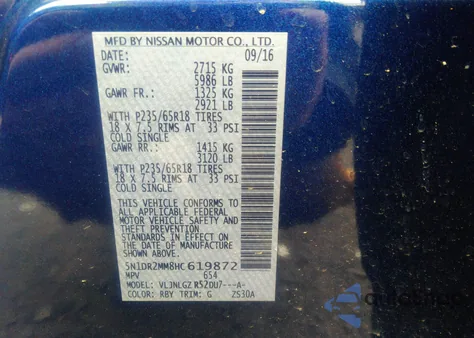 MFD BY NISSAN MOTOR CO., LTD.
DATE: 09/16
GVWR: 2715 KG
5986 LB
GAWR FR.: 1325 KG
2921 LB
WITH P235/65R18 TIRES
18 X 7.5 RIMS AT 33 PSI
COLD SINGLE
GAWR RR.: 1415 KG
3120 LB
WITH P235/65R18 TIRES
18 X 7.5 RIMS AT 33 PSI
COLD SINGLE
THIS VEHICLE CONFORMS TO
ALL APPLICABLE FEDERAL
MOTOR VEHICLE SAFETY AND
THEFT PREVENTION
STANDARDS IN EFFECT ON THE
DATE OF MANUFACTURE SHOWN
ABOVE.
5N1DR2MM8HC619872
MPV 654
MODEL: VLJNLGZ R52DU7---A-
COLOR: RBY TRIM: G ZS30A